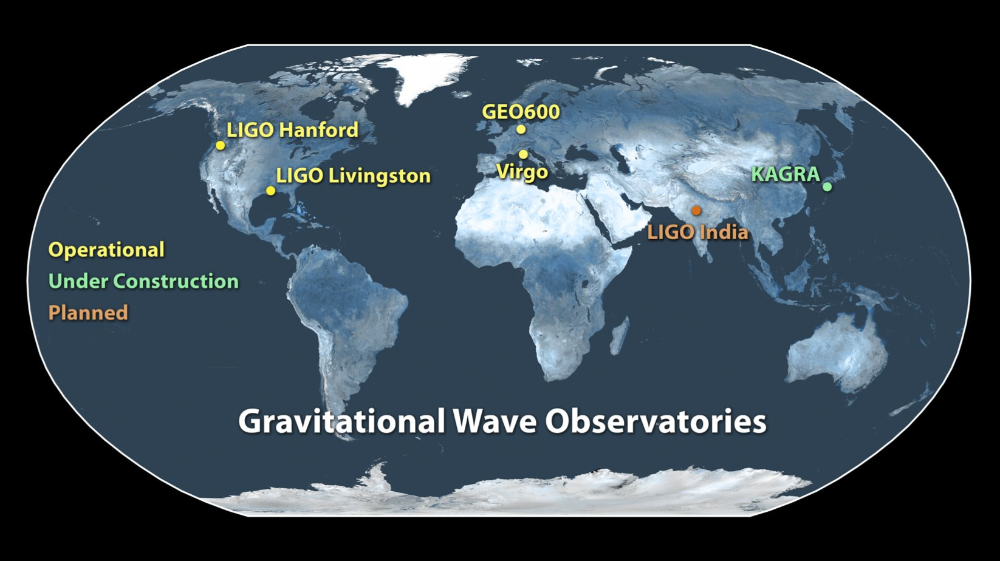 GEO600
LIGO Hanford
Virgo
LIGO Livingston
KAGRA
LIGO India
Operational
Under Construction
Planned
Gravitational Wave Observatories